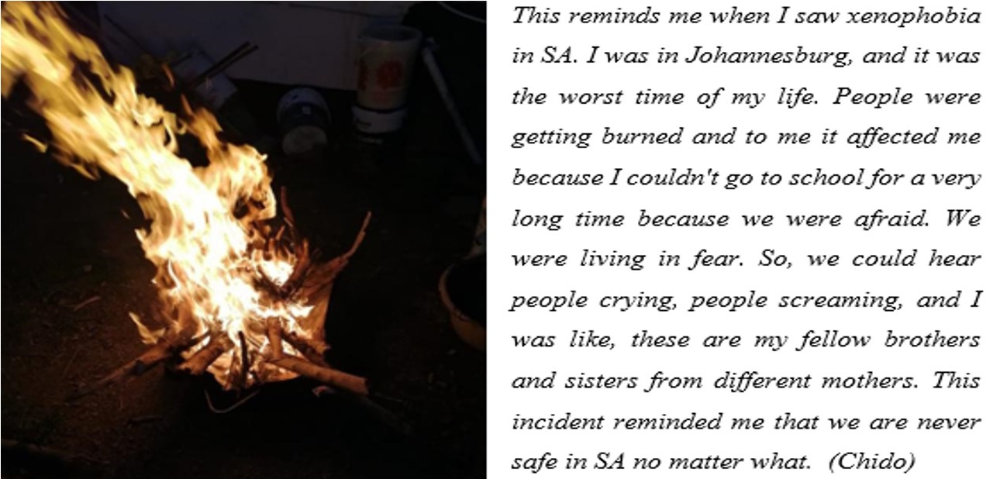 This reminds me when I saw xenophobia
in SA. I was in Johannesburg, and it was
the worst time of my life. People were
getting burned and to me it affected me
because I couldn't go to school for a very
long time because we were afraid. We
were living in fear. So, we could hear
people crying, people screaming, and I
was like, these are my fellow brothers
and sisters from different mothers. This
incident reminded me that we are never
safe in SA no matter what. (Chido)